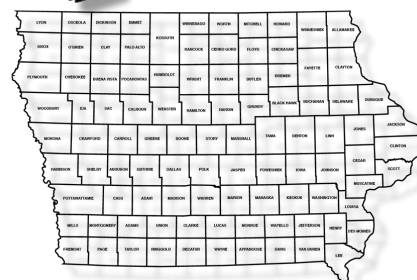 LYON OSCEOLA DICKINSON EMMET WINNEBAGO WORTH MITCHELL HOWARD
WINNESHIEK ALLAMAKEE
KOSSUTH
SIOUX O'BRIEN CLAY PALO ALTO HANCOCK CERRO GORDO FLOYD CHICKASAW
FAYETTE CLAYTON
PLYMOUTH CHEROKEE BUENA VISTA POCAHONTAS HUMBOLDT WRIGHT FRANKLIN BUTLER BREMER
WOODBURY IDA SAC CALHOUN WEBSTER HAMILTON HARDIN GRUNDY BLACK HAWK BUCHANAN DELAWARE DUBUQUE
JONES JACKSON
MONONA CRAWFORD CARROLL GREENE BOONE STORY MARSHALL TAMA BENTON LINN
CLINTON
CEDAR
HARRISON SHELBY AUDUBON GUTHRIE DALLAS POLK JASPER POWESHIEK IOWA JOHNSON SCOTT
MUSCATINE
POTTAWATTAMIE CASS ADAIR MADISON WARREN MARION MAHASKA KEOKUK WASHINGTON
LOUISA
MILLS MONTGOMERY ADAMS UNION CLARKE LUCAS MONROE WAPELLO JEFFERSON HENRY DES MOINES
FREMONT PAGE TAYLOR RINGGOLD DECATUR WAYNE APPANOOSE DAVIS VAN BUREN
LEE